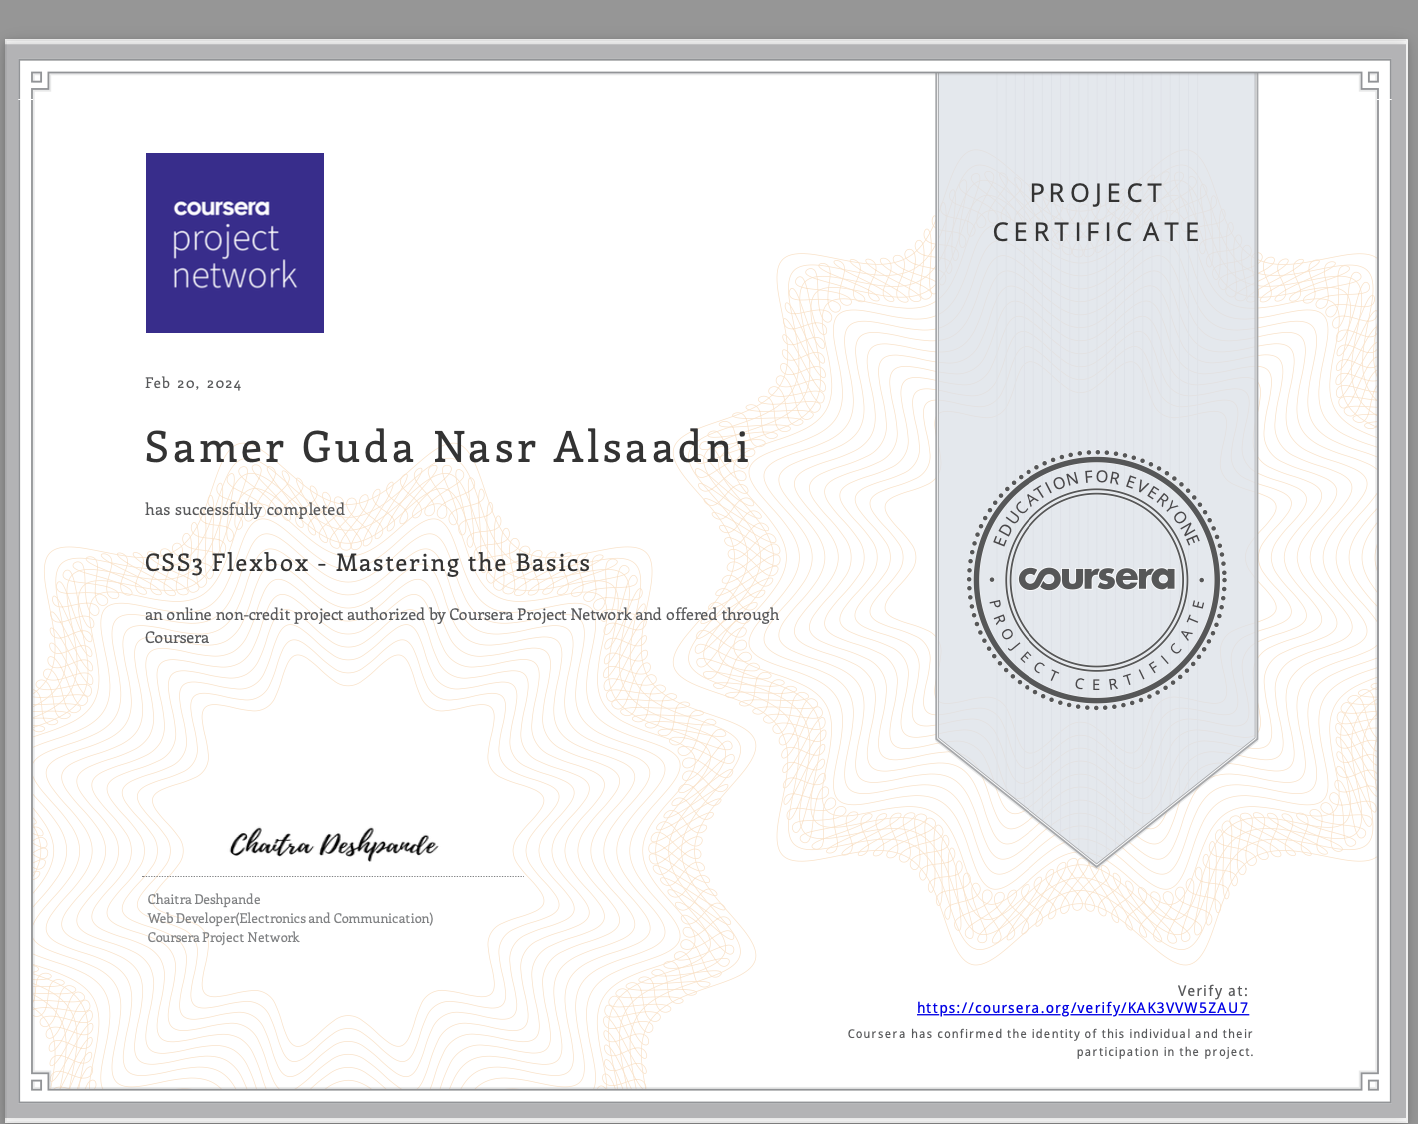 coursera
project
network
PROJECT
CERTIFICATE
Feb 20, 2024
Samer Guda Nasr Alsaadni
has successfully completed
CSS3 Flexbox - Mastering the Basics
an online non-credit project authorized by Coursera Project Network and offered through
Coursera
EDUCATION FOR EVERYONE
coursera
PROJECT CERTIFICATE
Chaitra Deshpande
Chaitra Deshpande
Web Developer(Electronics and Communication)
Coursera Project Network
Verify at:
https://coursera.org/verify/KAK3VVW5ZAU7
Coursera has confirmed the identity of this individual and their
participation in the project.